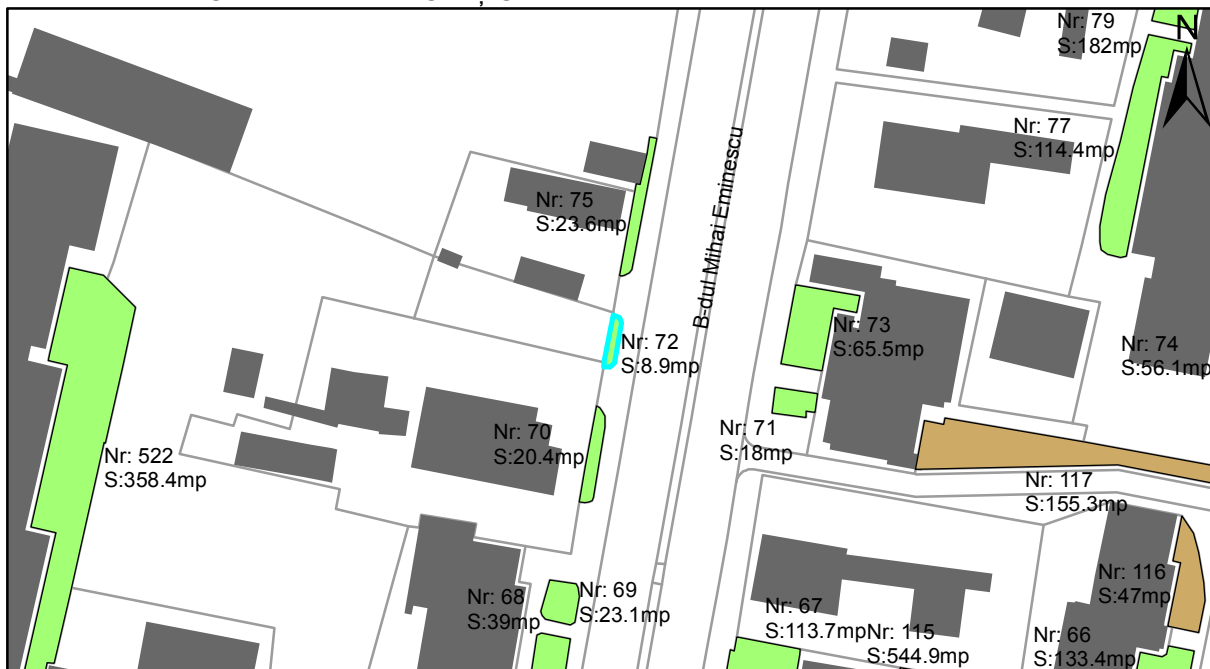 Nr: 79
S:182mp
N
Nr: 77
S:114.4mp
Nr: 75
S:23.6mp
B-dul Mihai Eminescu
Nr: 73
S:65.5mp
Nr: 72
S:8.9mp
Nr: 74
S:56.1mp
Nr: 70
S:20.4mp
Nr: 71
S:18mp
Nr: 522
S:358.4mp
Nr: 117
S:155.3mp
Nr: 69
S:23.1mp
Nr: 68
S:39mp
Nr: 116
S:47mp
Nr: 67
S:113.7mp
Nr: 115
S:544.9mp
Nr: 66
S:133.4mp